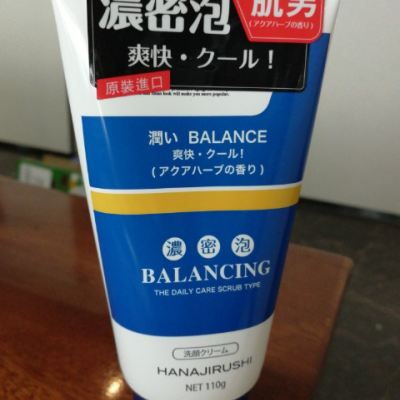 濃密泡
肌男
(アクアハーブの香り)
爽快・クール!
原裝進口
潤い BALANCE
爽快・クール!
(アクアハーブの香り)
濃密泡
BALANCING
THE DAILY CARE SCRUB TYPE
洗顔クリーム
HANAJIRUSHI
NET 110g